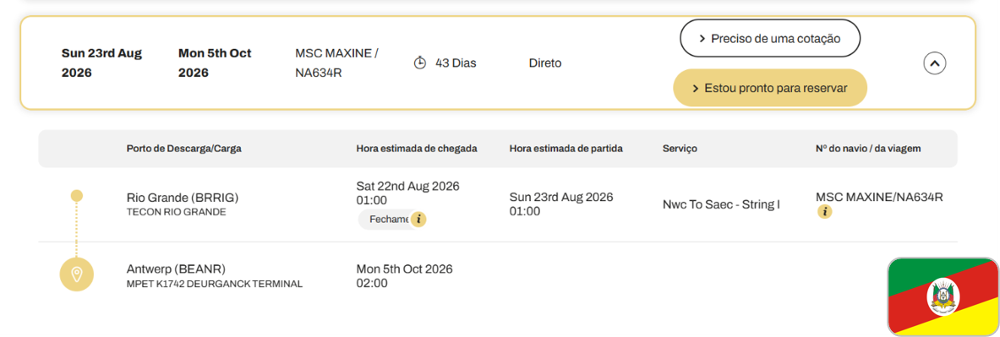 Sun 23rd Aug 2026
Mon 5th Oct 2026
MSC MAXINE / NA634R
43 Dias
Direto
Preciso de uma cotação
Estou pronto para reservar
Porto de Descarga/Carga
Hora estimada de chegada
Hora estimada de partida
Serviço
Nº do navio / da viagem
Rio Grande (BRRIG)
TECON RIO GRANDE
Sat 22nd Aug 2026
01:00
Fechame
i
Sun 23rd Aug 2026
01:00
Nwc To Saec - String I
MSC MAXINE/NA634R
i
Antwerp (BEANR)
MPET K1742 DEURGANCK TERMINAL
Mon 5th Oct 2026
02:00